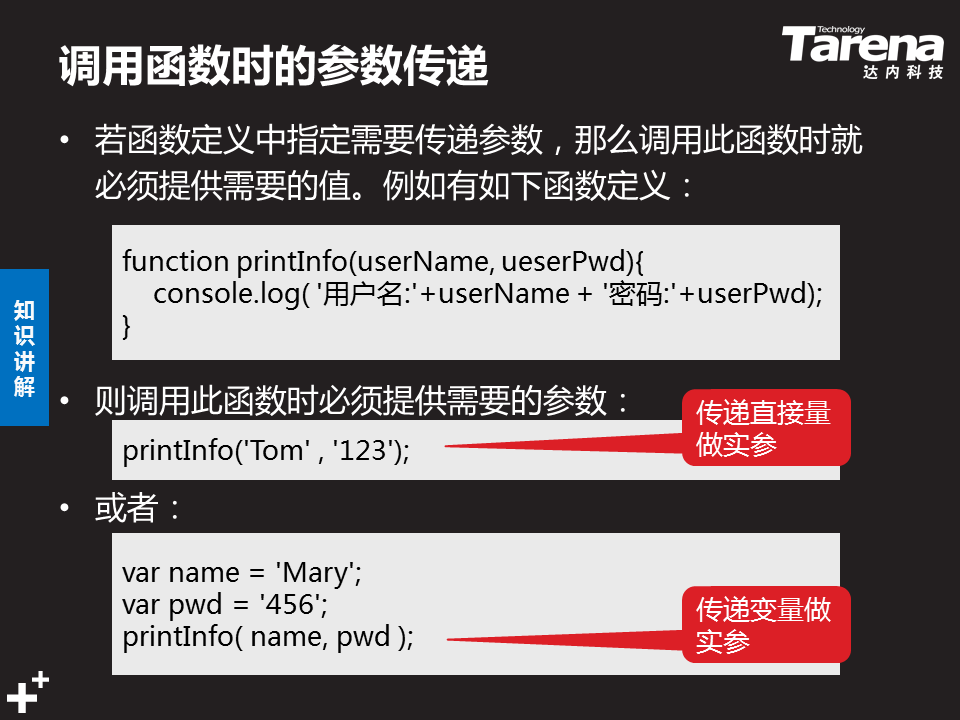 Technology
Tarena
达内科技
调用函数时的参数传递
• 若函数定义中指定需要传递参数，那么调用此函数时就
必须提供需要的值。例如有如下函数定义：
function printInfo(userName, ueserPwd){
console.log( '用户名:'+userName + '密码:'+userPwd);
}
知
识
讲
解
• 则调用此函数时必须提供需要的参数：
printInfo('Tom' , '123');
传递直接量
做实参
• 或者：
var name = 'Mary';
var pwd = '456';
printInfo( name, pwd );
传递变量做
实参